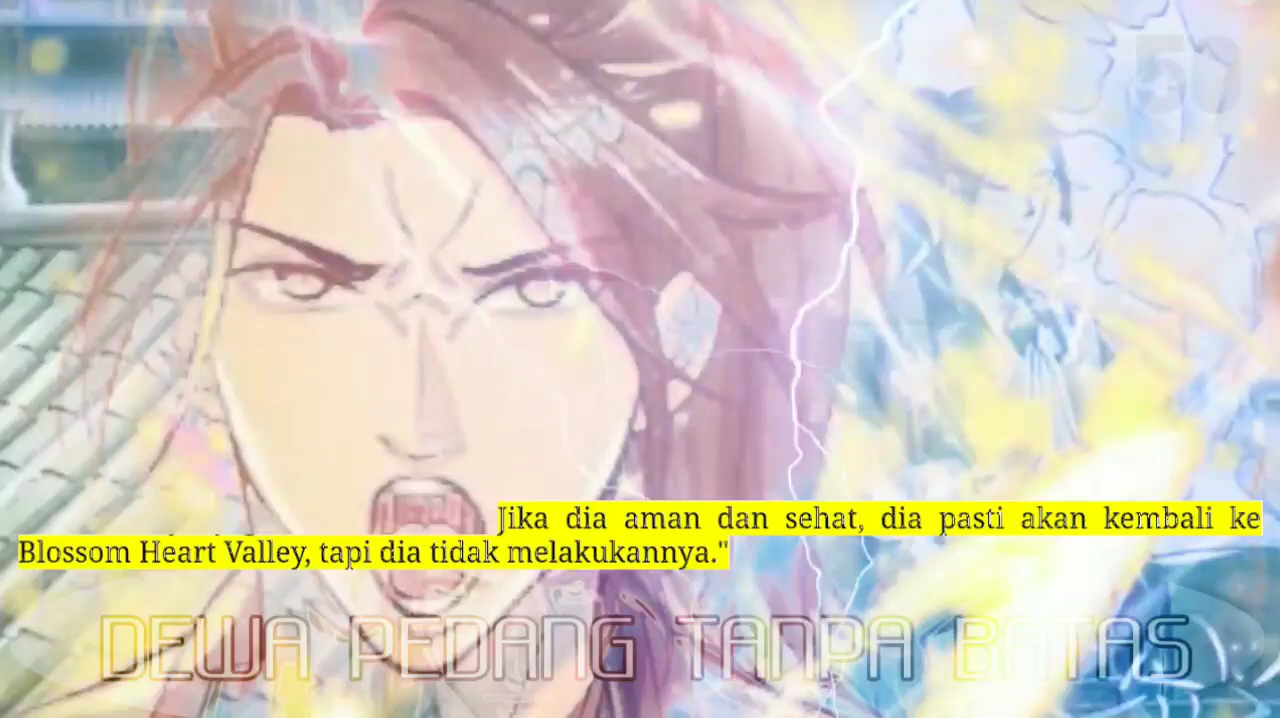 50
Jika dia aman dan sehat, dia pasti akan kembali ke
Blossom Heart Valley, tapi dia tidak melakukannya."
DEWA PEDANG TANPA BATAS